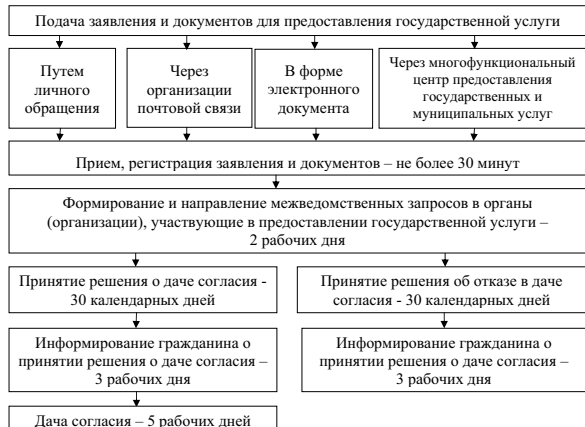 Подача заявления и документов для предоставления государственной услуги
Путем
личного
обращения
Через
организации
почтовой связи
В форме
электронного
документа
Через многофункциональный
центр предоставления
государственных и
муниципальных услуг
Прием, регистрация заявления и документов – не более 30 минут
Формирование и направление межведомственных запросов в органы
(организации), участвующие в предоставлении государственной услуги –
2 рабочих дня
Принятие решения о даче согласия -
30 календарных дней
Принятие решения об отказе в даче
согласия - 30 календарных дней
Информирование гражданина о
принятии решения о даче согласия –
3 рабочих дня
Информирование гражданина о
принятии решения о даче согласия –
3 рабочих дня
Дача согласия – 5 рабочих дней